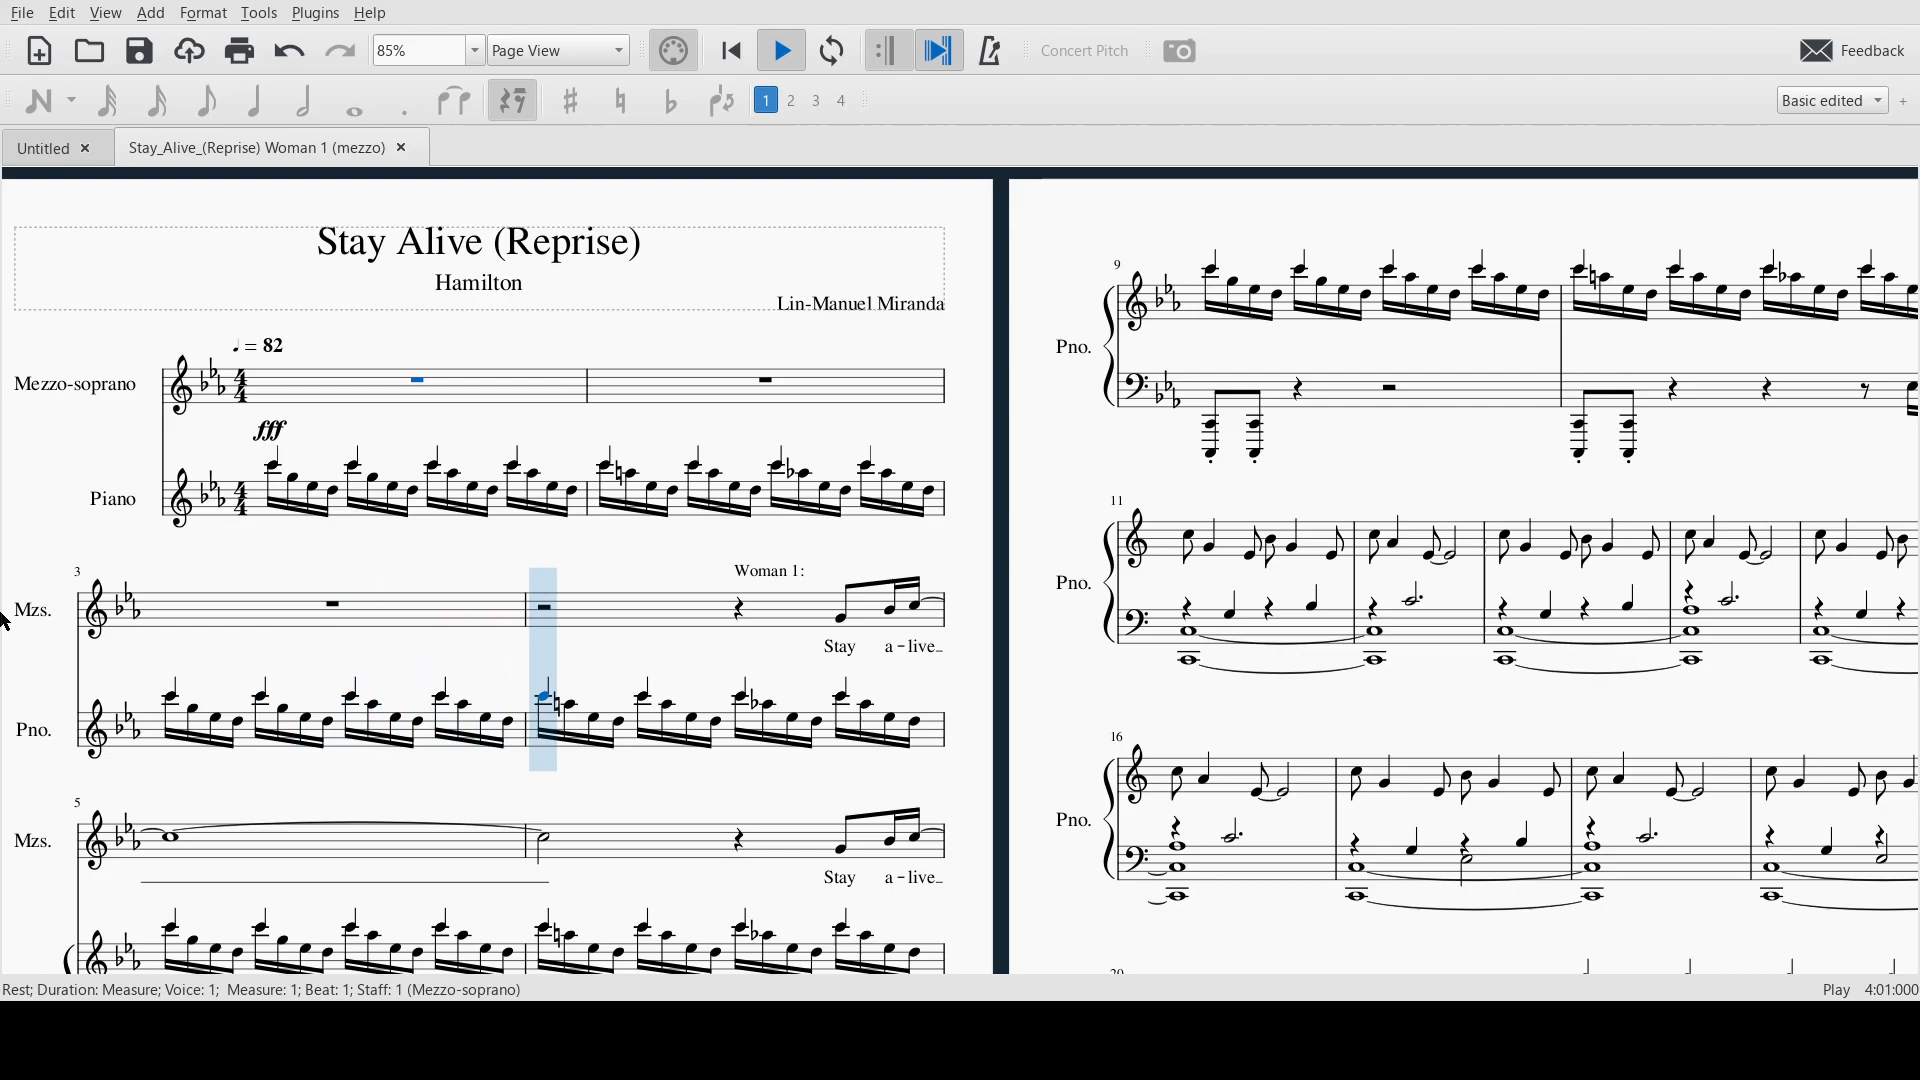 File Edit View Add Format Tools Plugins Help
85% Page View Concert Pitch Feedback
1 2 3 4 Basic edited +
Untitled Stay_Alive_(Reprise) Woman 1 (mezzo)
Stay Alive (Reprise)
Hamilton
Lin-Manuel Miranda
♩ = 82
Mezzo-soprano
fff
Piano
3
Woman 1:
Mzs.
Stay a - live_
Pno.
5
Mzs.
Stay a - live_
9
Pno.
11
Pno.
16
Pno.
Rest; Duration: Measure; Voice: 1; Measure: 1; Beat: 1; Staff: 1 (Mezzo-soprano) Play 4:01:000